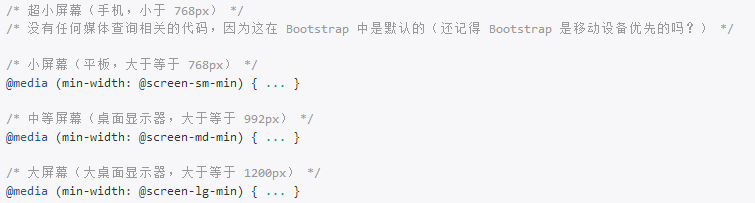 /* 超小屏幕（手机，小于 768px） */
/* 没有任何媒体查询相关的代码，因为这在 Bootstrap 中是默认的（还记得 Bootstrap 是移动设备优先的吗？） */
/* 小屏幕（平板，大于等于 768px） */
@media (min-width: @screen-sm-min) { ... }
/* 中等屏幕（桌面显示器，大于等于 992px） */
@media (min-width: @screen-md-min) { ... }
/* 大屏幕（大桌面显示器，大于等于 1200px） */
@media (min-width: @screen-lg-min) { ... }